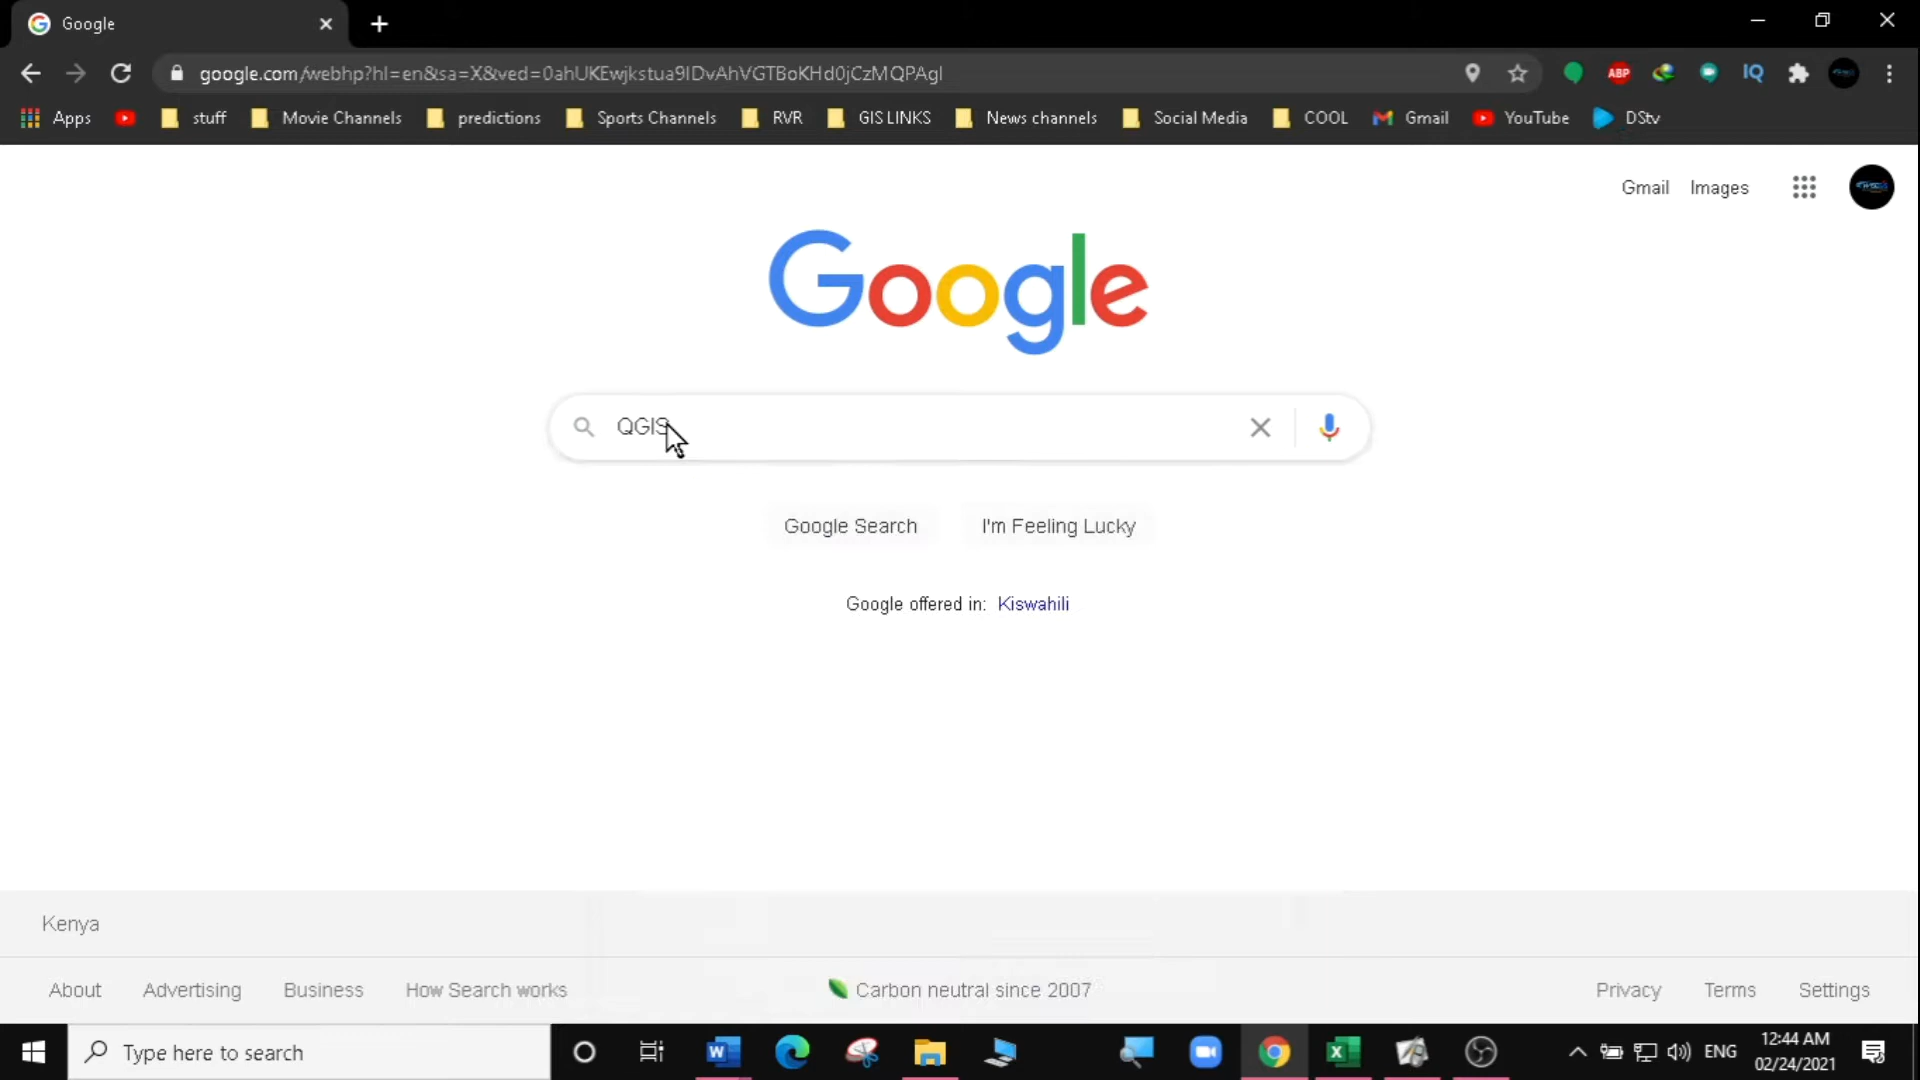 Google
google.com/webhp?hl=en&sa=X&ved=0ahUKEwjkstua9IDvAhVGTBoKHd0jCzMQPAgI
ABP
IQ
Apps stuff Movie Channels predictions Sports Channels RVR GIS LINKS News channels Social Media COOL Gmail YouTube DStv
Gmail Images
Google
QGIS
Google Search I'm Feeling Lucky
Google offered in: Kiswahili
Kenya
About Advertising Business How Search works Carbon neutral since 2007 Privacy Terms Settings
Type here to search
ENG
12:44 AM
02/24/2021